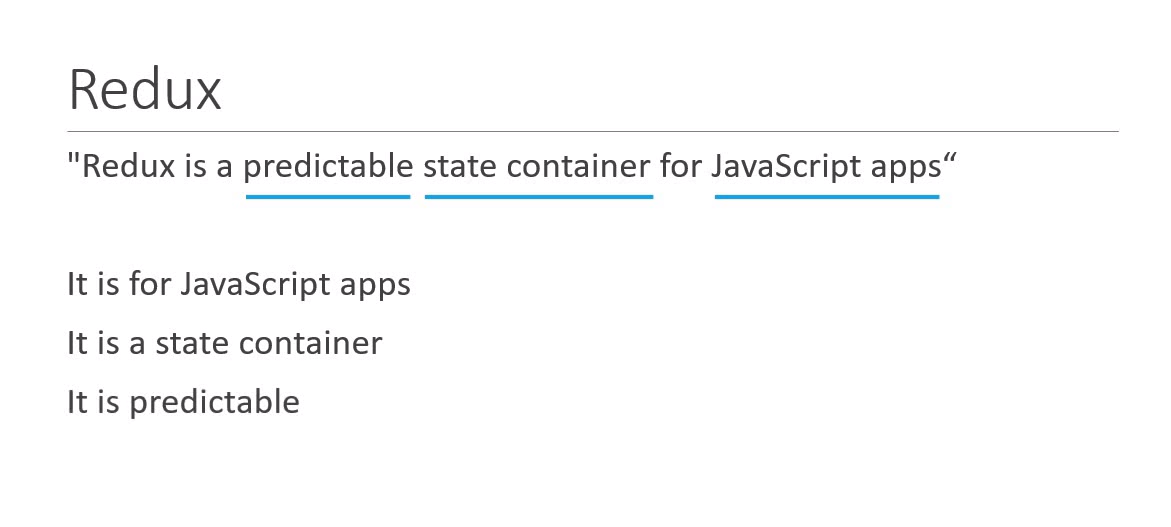 Redux
"Redux is a predictable state container for JavaScript apps“
It is for JavaScript apps
It is a state container
It is predictable